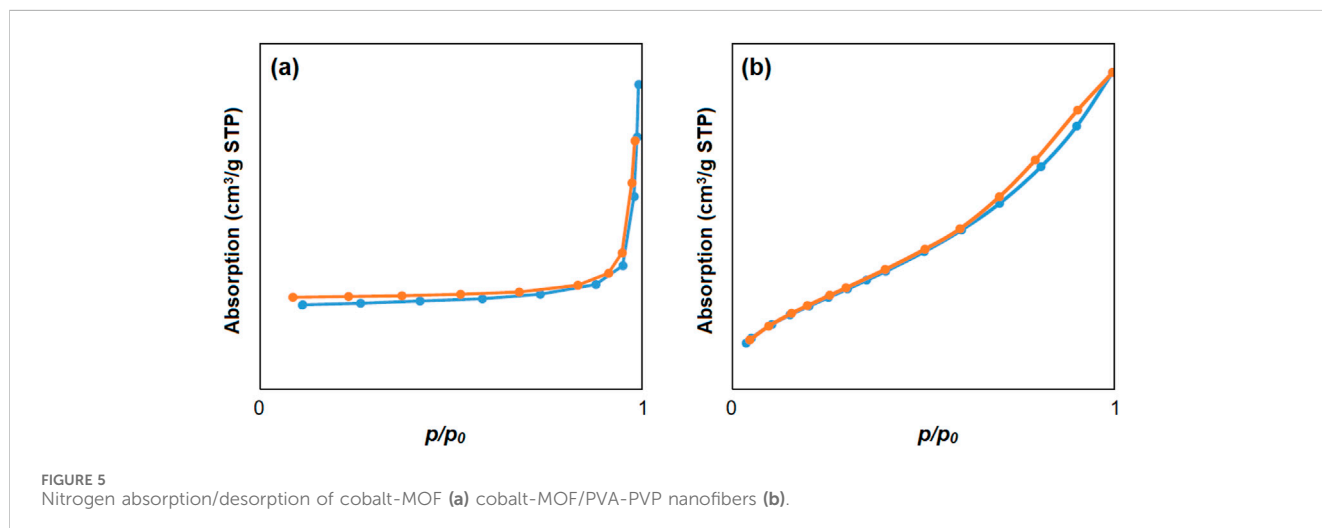 (a)
Absorption (cm³/g STP)
0
1
p/p₀
(b)
Absorption (cm³/g STP)
0
1
p/p₀
FIGURE 5
Nitrogen absorption/desorption of cobalt-MOF (a) cobalt-MOF/PVA-PVP nanofibers (b).